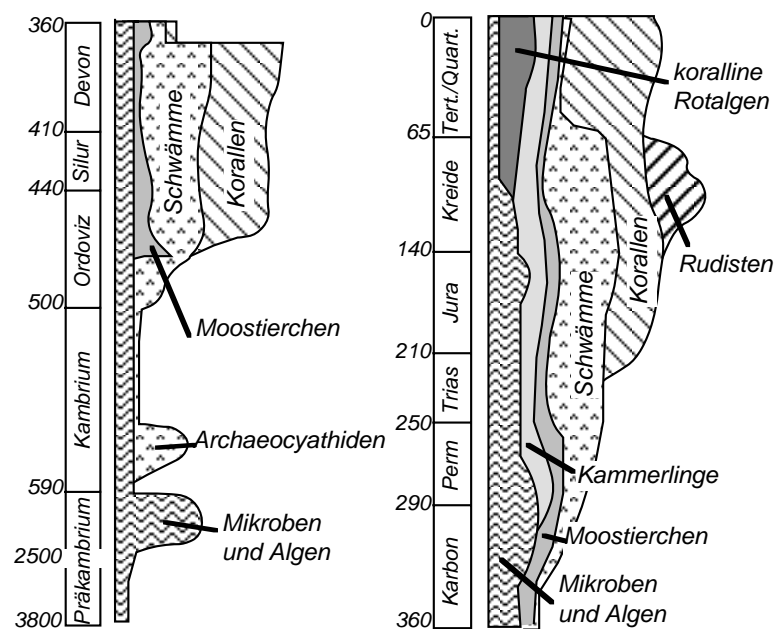 360
Devon
410
Silur
440
Ordoviz
500
Kambrium
590
Präkambrium
2500
3800
Schwämme
Korallen
Moostierchen
Archaeocyathiden
Mikroben
und Algen
0
Tert./Quart.
65
Kreide
140
Jura
210
Trias
250
Perm
290
Karbon
360
koralline
Rotalgen
Rudisten
Korallen
Schwämme
Kammerlinge
Moostierchen
Mikroben
und Algen